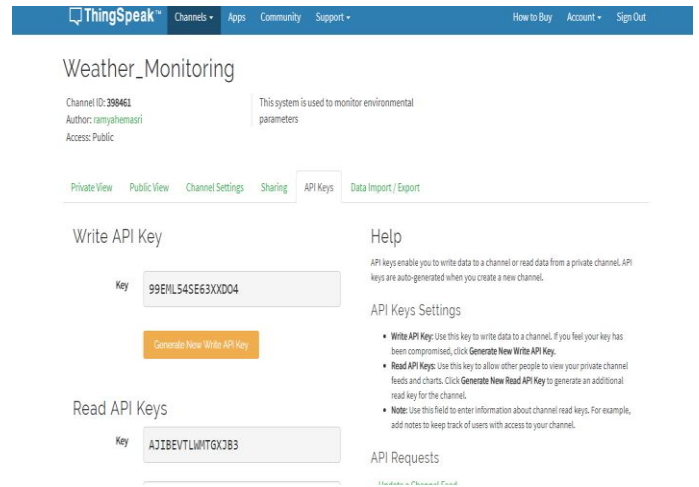 ThingSpeak™ Channels Apps Community Support How to Buy Account Sign Out
Weather_Monitoring
Channel ID: 398461
Author: ramyahemasri
Access: Public
This system is used to monitor environmental
parameters
Private View Public View Channel Settings Sharing API Keys Data Import / Export
Write API Key
Key 99EML54SE63XXDO4
Generate New Write API Key
Read API Keys
Key AJIBEVTLWMTGXJB3
Help
API keys enable you to write data to a channel or read data from a private channel. API
keys are auto-generated when you create a new channel.
API Keys Settings
• Write API Key: Use this key to write data to a channel. If you feel your key has
been compromised, click Generate New Write API Key.
• Read API Keys: Use this key to allow other people to view your private channel
feeds and charts. Click Generate New Read API Key to generate an additional
read key for the channel.
• Note: Use this field to enter information about channel read keys. For example,
add notes to keep track of users with access to your channel.
API Requests
Update a Channel Feed